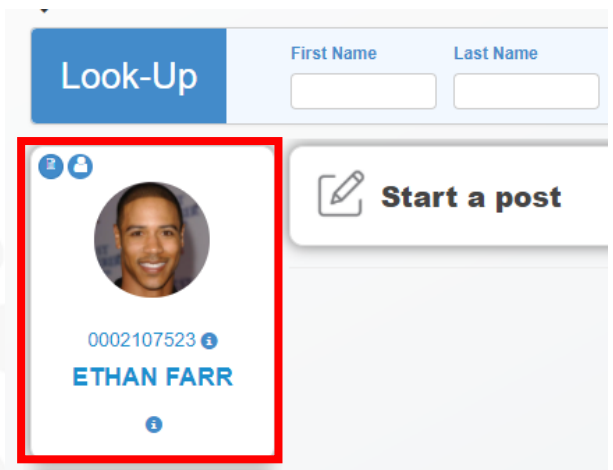 Look-Up
First Name
Last Name
Start a post
0002107523
ETHAN FARR